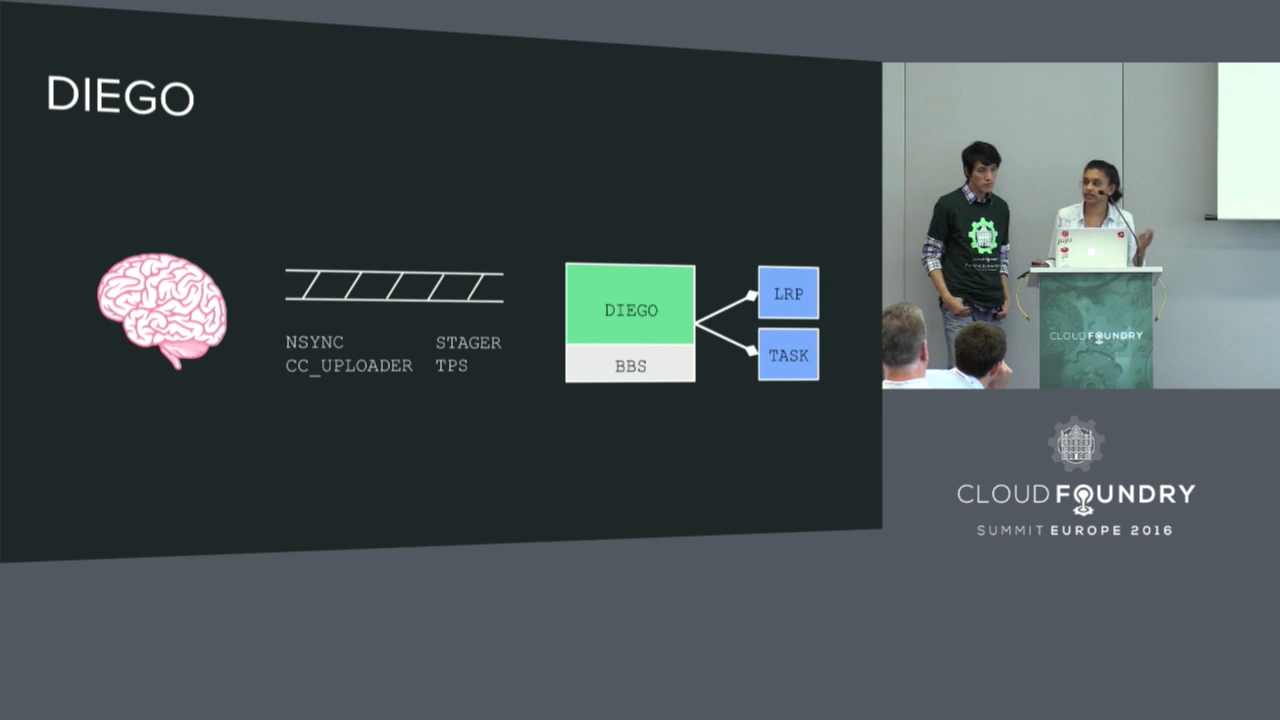 DIEGO
NSYNC STAGER
CC_UPLOADER TPS
DIEGO
BBS
LRP
TASK
CLOUD FOUNDRY
CLOUD FOUNDRY
SUMMIT EUROPE 2016